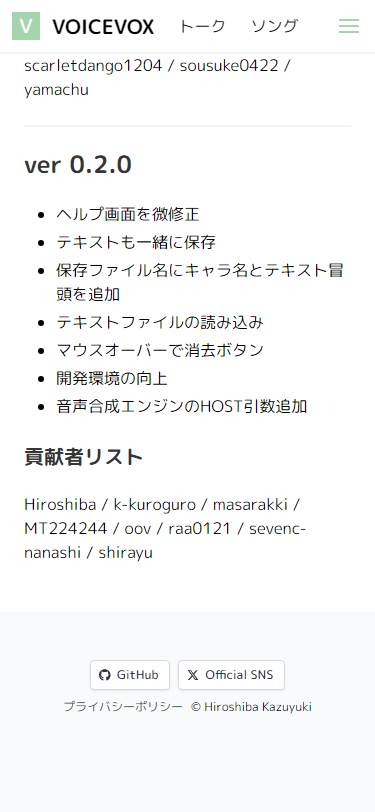 V VOICEVOX トーク ソング
scarletdango1204 / sousuke0422 /
yamachu
ver 0.2.0
ヘルプ画面を微修正
テキストも一緒に保存
保存ファイル名にキャラ名とテキスト冒
頭を追加
テキストファイルの読み込み
マウスオーバーで消去ボタン
開発環境の向上
音声合成エンジンのHOST引数追加
貢献者リスト
Hiroshiba / k-kuroguro / masarakki /
MT224244 / oov / raa0121 / sevenc-
nanashi / shirayu
GitHub Official SNS
プライバシーポリシー © Hiroshiba Kazuyuki